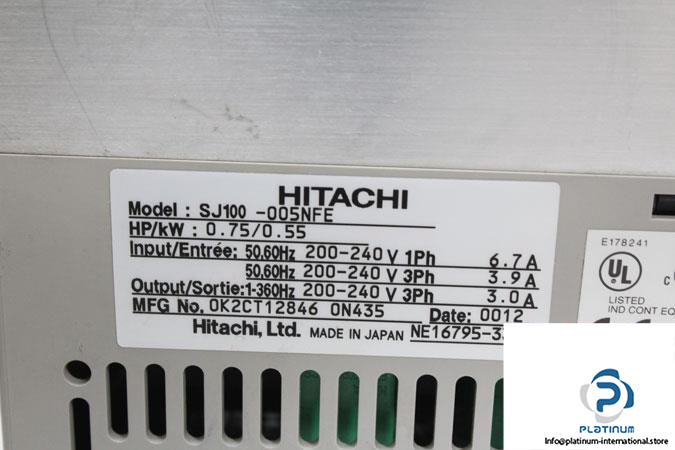 HITACHI
Model : SJ100 -005NFE
HP/kW : 0.75/0.55
Input/Entrée: 50,60Hz 200-240 V 1Ph 6.7 A
50,60Hz 200-240 V 3Ph 3.9 A
Output/Sortie:1-360Hz 200-240 V 3Ph 3.0 A
MFG No. 0K2CT12846 0N435 Date: 0012
Hitachi, Ltd. MADE IN JAPAN NE16795-3
E178241
UL
LISTED
IND CONT EQ
PLATINUM
Info@platinum-international.store